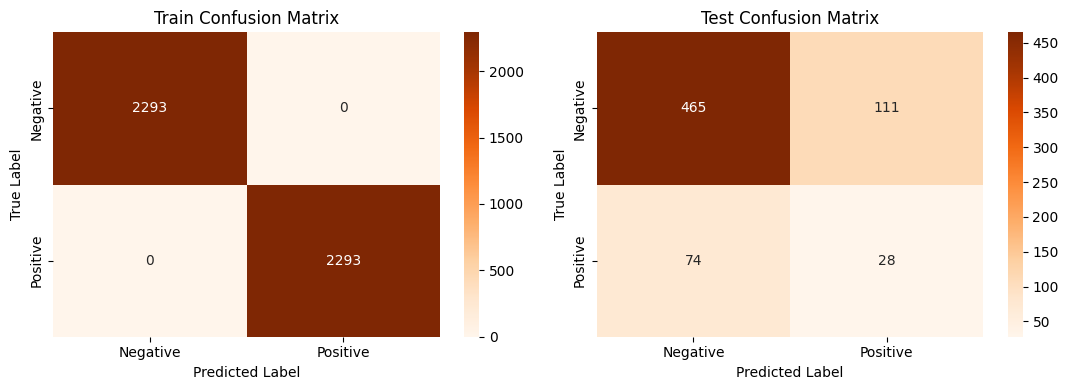 Train Confusion Matrix
True Label
Negative
Positive
2293
0
0
2293
Negative
Positive
Predicted Label
2000
1500
1000
500
0
Test Confusion Matrix
True Label
Negative
Positive
465
111
74
28
Negative
Positive
Predicted Label
450
400
350
300
250
200
150
100
50